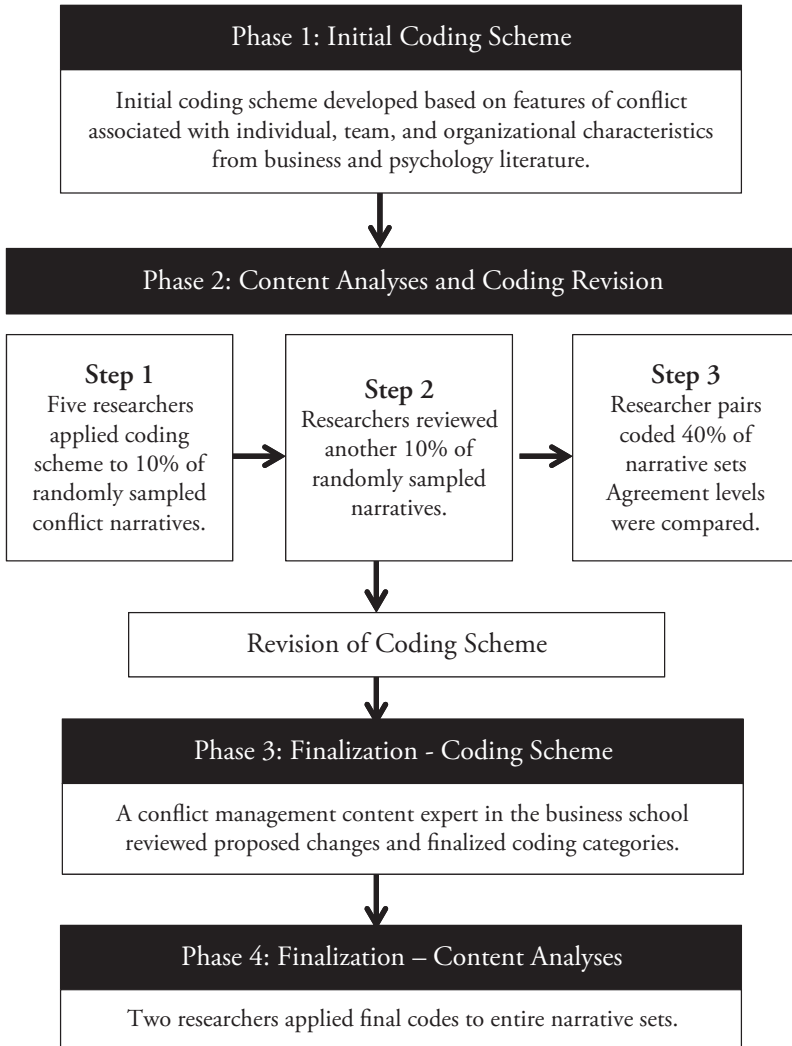 Phase 1: Initial Coding Scheme
Initial coding scheme developed based on features of conflict
associated with individual, team, and organizational characteristics
from business and psychology literature.
Phase 2: Content Analyses and Coding Revision
Step 1
Five researchers
applied coding
scheme to 10% of
randomly sampled
conflict narratives.
Step 2
Researchers reviewed
another 10% of
randomly sampled
narratives.
Step 3
Researcher pairs
coded 40% of
narrative sets
Agreement levels
were compared.
Revision of Coding Scheme
Phase 3: Finalization - Coding Scheme
A conflict management content expert in the business school
reviewed proposed changes and finalized coding categories.
Phase 4: Finalization – Content Analyses
Two researchers applied final codes to entire narrative sets.